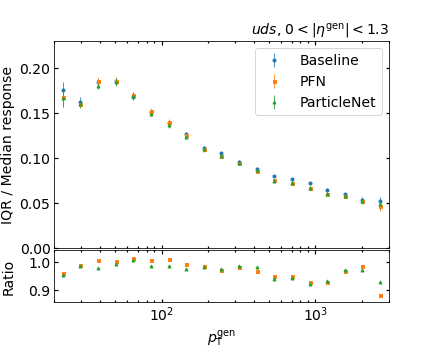 uds, 0 < |η^gen| < 1.3
IQR / Median response
0.20
0.15
0.10
0.05
0.00
Baseline
PFN
ParticleNet
Ratio
1.0
0.9
10^2
10^3
p_T^gen